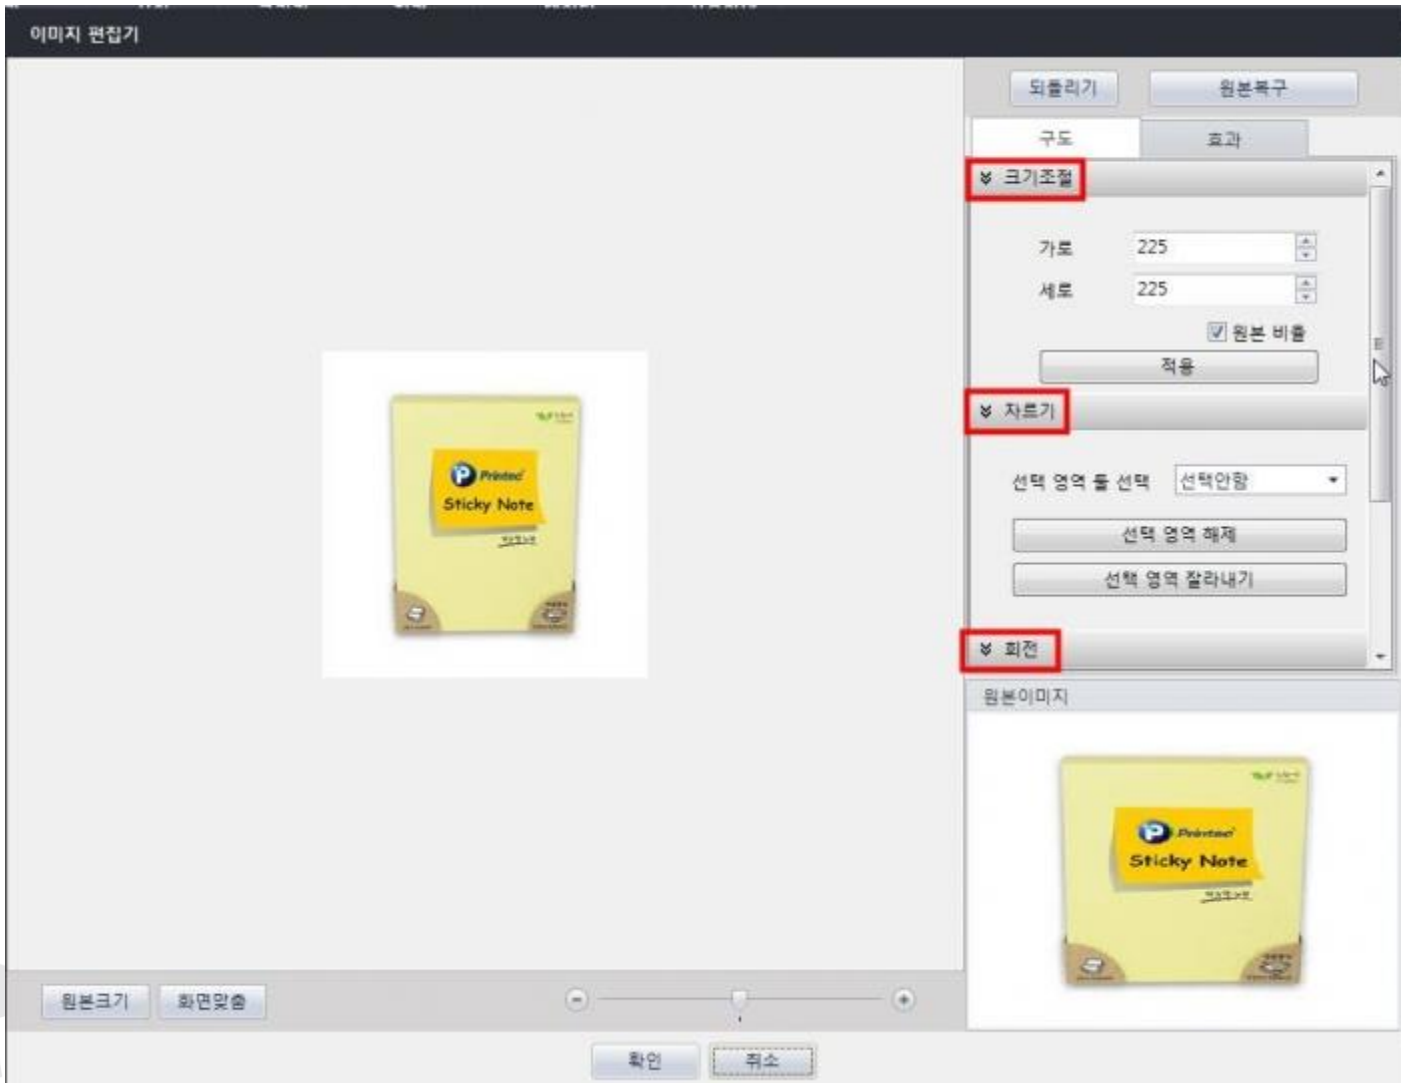 이미지 편집기
되돌리기
원본복구
구도
효과
크기조절
가로 225
세로 225
원본 비율
적용
자르기
선택 영역 툴 선택 선택안함
선택 영역 해제
선택 영역 잘라내기
회전
원본이미지
Printec
Sticky Note
Printec
Sticky Note
원본크기
화면맞춤
확인
취소